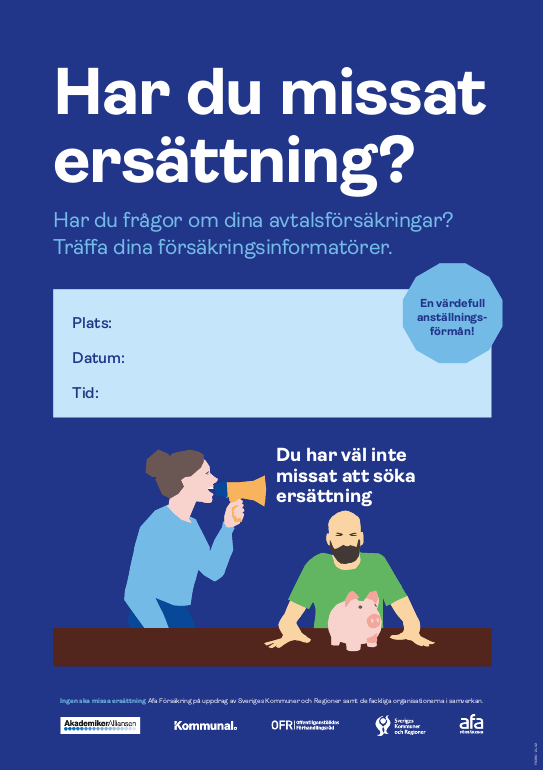 Har du missat
ersättning?
Har du frågor om dina avtalsförsäkringar?
Träffa dina försäkringsinformatörer.
En värdefull
anställnings-
förmån!
Plats:
Datum:
Tid:
Du har väl inte
missat att söka
ersättning
Ingen ska missa ersättning Afa Försäkring på uppdrag av Sveriges Kommuner och Regioner samt de fackliga organisationerna i samverkan.
AkademikerAlliansen
Kommunal.
OFR Offentliganställdas
Förhandlingsråd
Sveriges
Kommuner
och Regioner
afa
FÖRSÄKRING